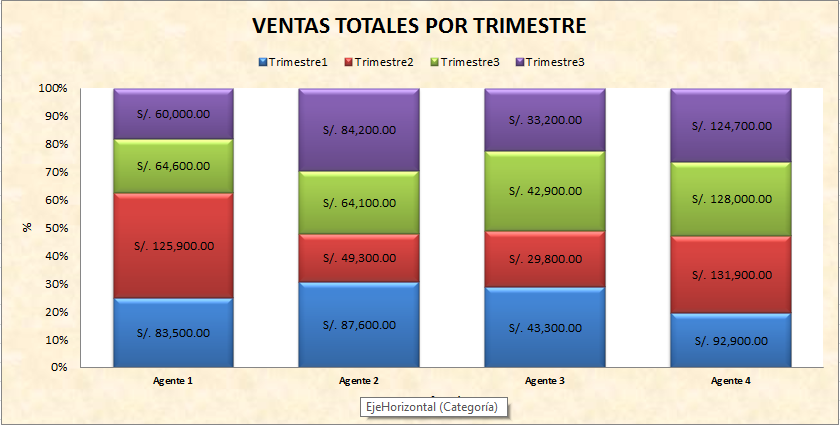 VENTAS TOTALES POR TRIMESTRE
Trimestre1 Trimestre2 Trimestre3 Trimestre3
100%
90%
80%
70%
60%
50%
40%
30%
20%
10%
0%
%
S/. 60,000.00 S/. 84,200.00 S/. 33,200.00 S/. 124,700.00
S/. 64,600.00 S/. 64,100.00 S/. 42,900.00 S/. 128,000.00
S/. 125,900.00 S/. 49,300.00 S/. 29,800.00 S/. 131,900.00
S/. 83,500.00 S/. 87,600.00 S/. 43,300.00 S/. 92,900.00
Agente 1 Agente 2 Agente 3 Agente 4
EjeHorizontal (Categoría)